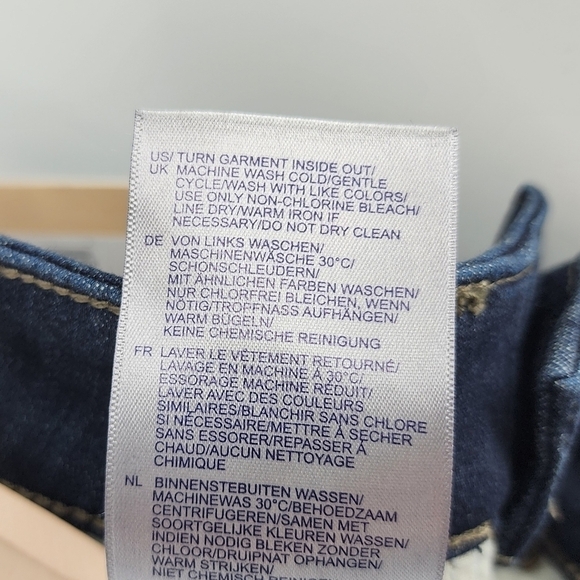 US/ TURN GARMENT INSIDE OUT/
UK MACHINE WASH COLD/GENTLE
CYCLE/WASH WITH LIKE COLORS/
USE ONLY NON-CHLORINE BLEACH/
LINE DRY/WARM IRON IF
NECESSARY/DO NOT DRY CLEAN
DE VON LINKS WASCHEN/
MASCHINENWÄSCHE 30°C/
SCHONSCHLEUDERN/
MIT ÄHNLICHEN FARBEN WASCHEN/
NUR CHLORFREI BLEICHEN, WENN
NÖTIG/TROPFNASS AUFHÄNGEN/
WARM BÜGELN/
KEINE CHEMISCHE REINIGUNG
FR LAVER LE VÊTEMENT RETOURNÉ/
LAVAGE EN MACHINE À 30°C/
ESSORAGE MACHINE RÉDUIT/
LAVER AVEC DES COULEURS
SIMILAIRES/BLANCHIR SANS CHLORE
SI NÉCESSAIRE/METTRE À SECHER
SANS ESSORER/REPASSER À
CHAUD/AUCUN NETTOYAGE
CHIMIQUE
NL BINNENSTEBUITEN WASSEN/
MACHINEWAS 30°C/BEHOEDZAAM
CENTRIFUGEREN/SAMEN MET
SOORTGELIJKE KLEUREN WASSEN/
INDIEN NODIG BLEKEN ZONDER
CHLOOR/DRUIPNAT OPHANGEN/
WARM STRIJKEN/
NIET CHEMISCH REINIGEN